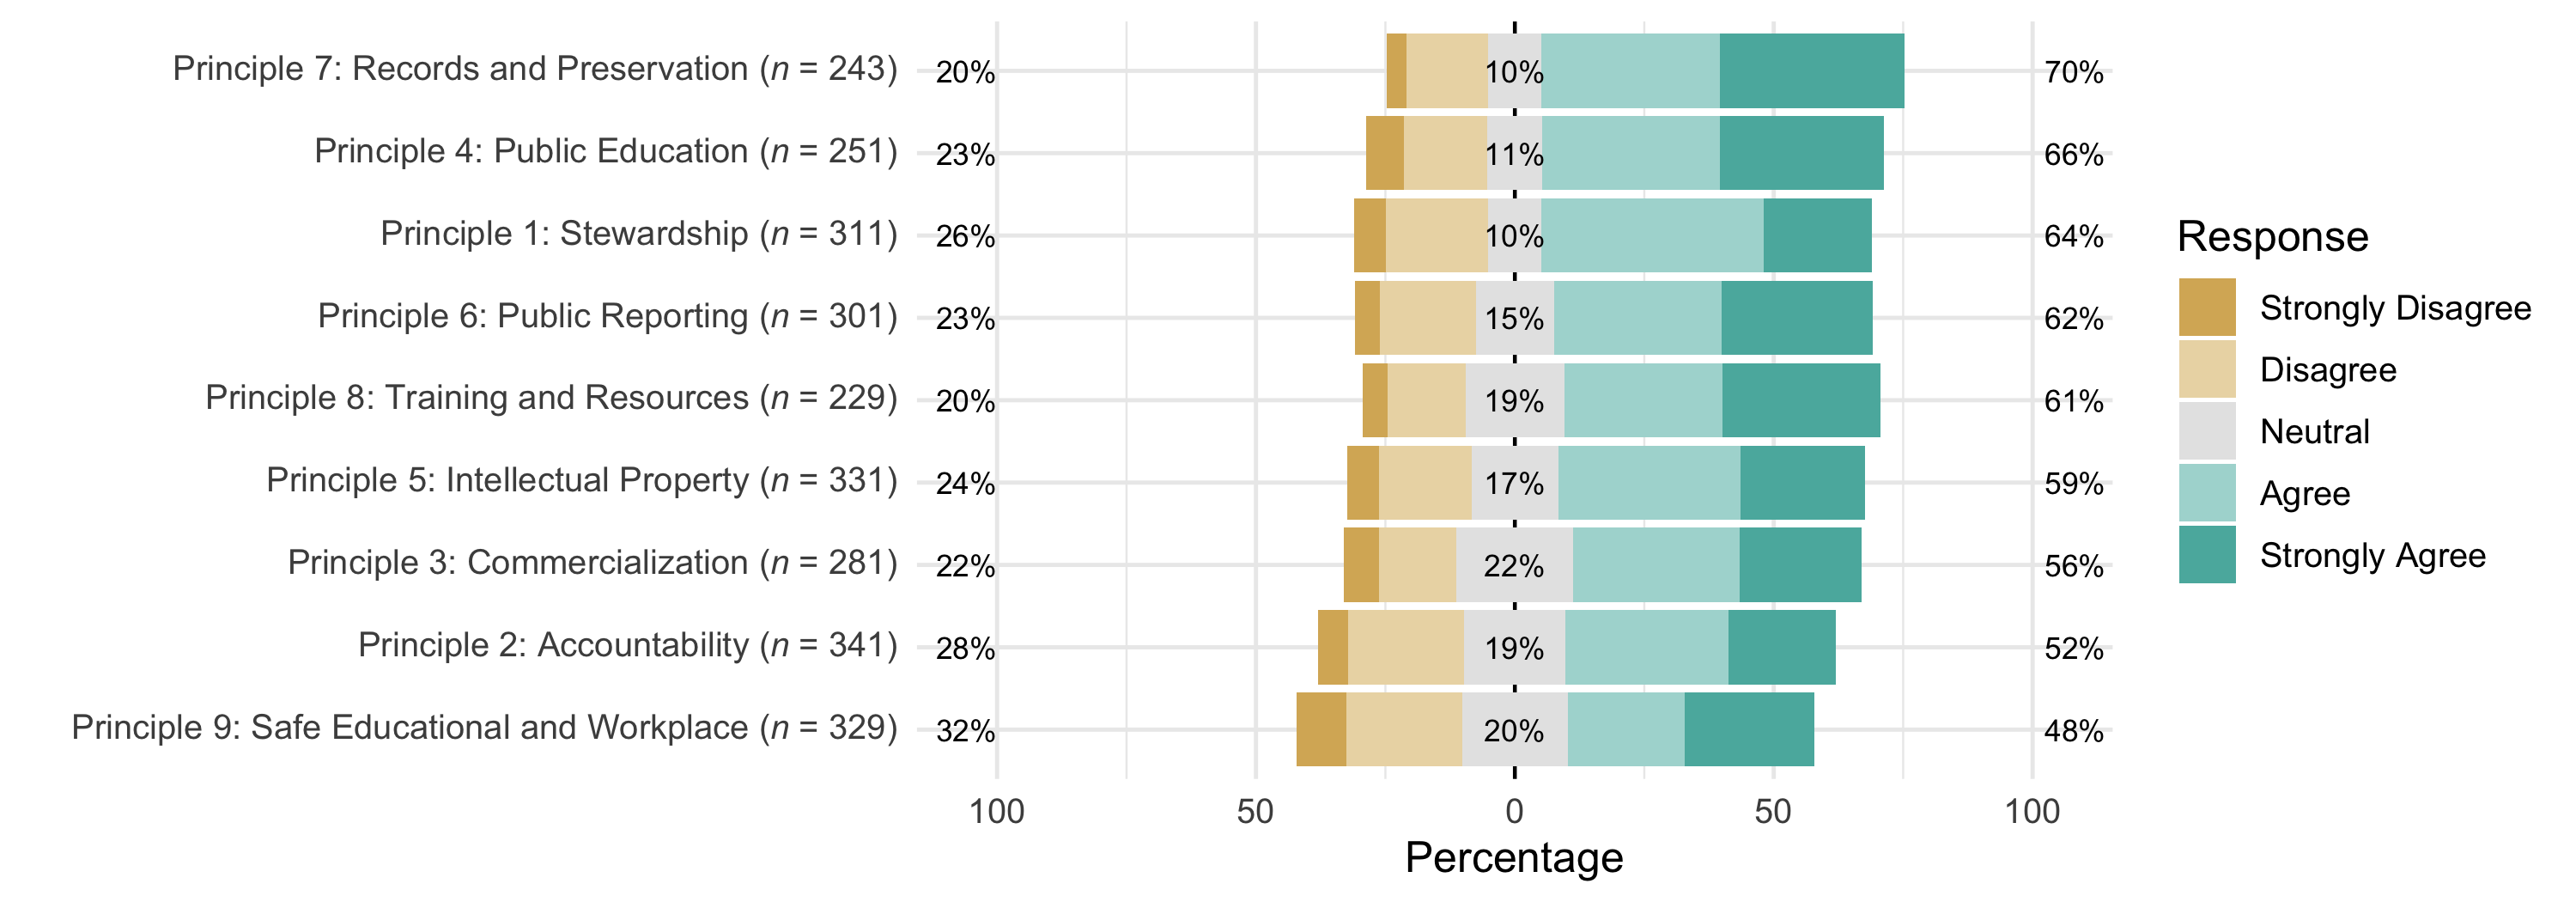 Principle 7: Records and Preservation (n = 243) 20% 10% 70%
Principle 4: Public Education (n = 251) 23% 11% 66%
Principle 1: Stewardship (n = 311) 26% 10% 64%
Principle 6: Public Reporting (n = 301) 23% 15% 62%
Principle 8: Training and Resources (n = 229) 20% 19% 61%
Principle 5: Intellectual Property (n = 331) 24% 17% 59%
Principle 3: Commercialization (n = 281) 22% 22% 56%
Principle 2: Accountability (n = 341) 28% 19% 52%
Principle 9: Safe Educational and Workplace (n = 329) 32% 20% 48%
100 50 0 50 100
Percentage
Response
Strongly Disagree
Disagree
Neutral
Agree
Strongly Agree